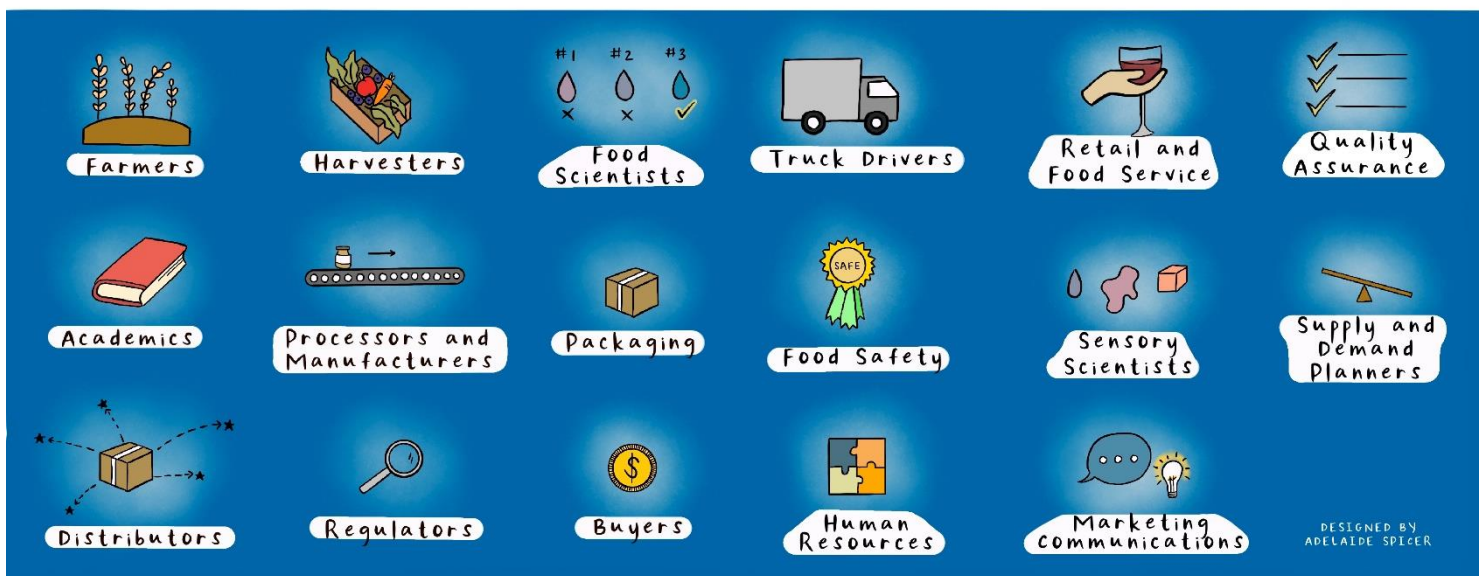 #1 #2 #3
Farmers
Harvesters
Food
Scientists
Truck Drivers
Retail and
Food Service
Quality
Assurance
Academics
Processors and
Manufacturers
Packaging
SAFE
Food Safety
Sensory
Scientists
Supply and
Demand
Planners
Distributors
Regulators
$
Buyers
Human
Resources
Marketing
communications
DESIGNED BY
ADELAIDE SPICER